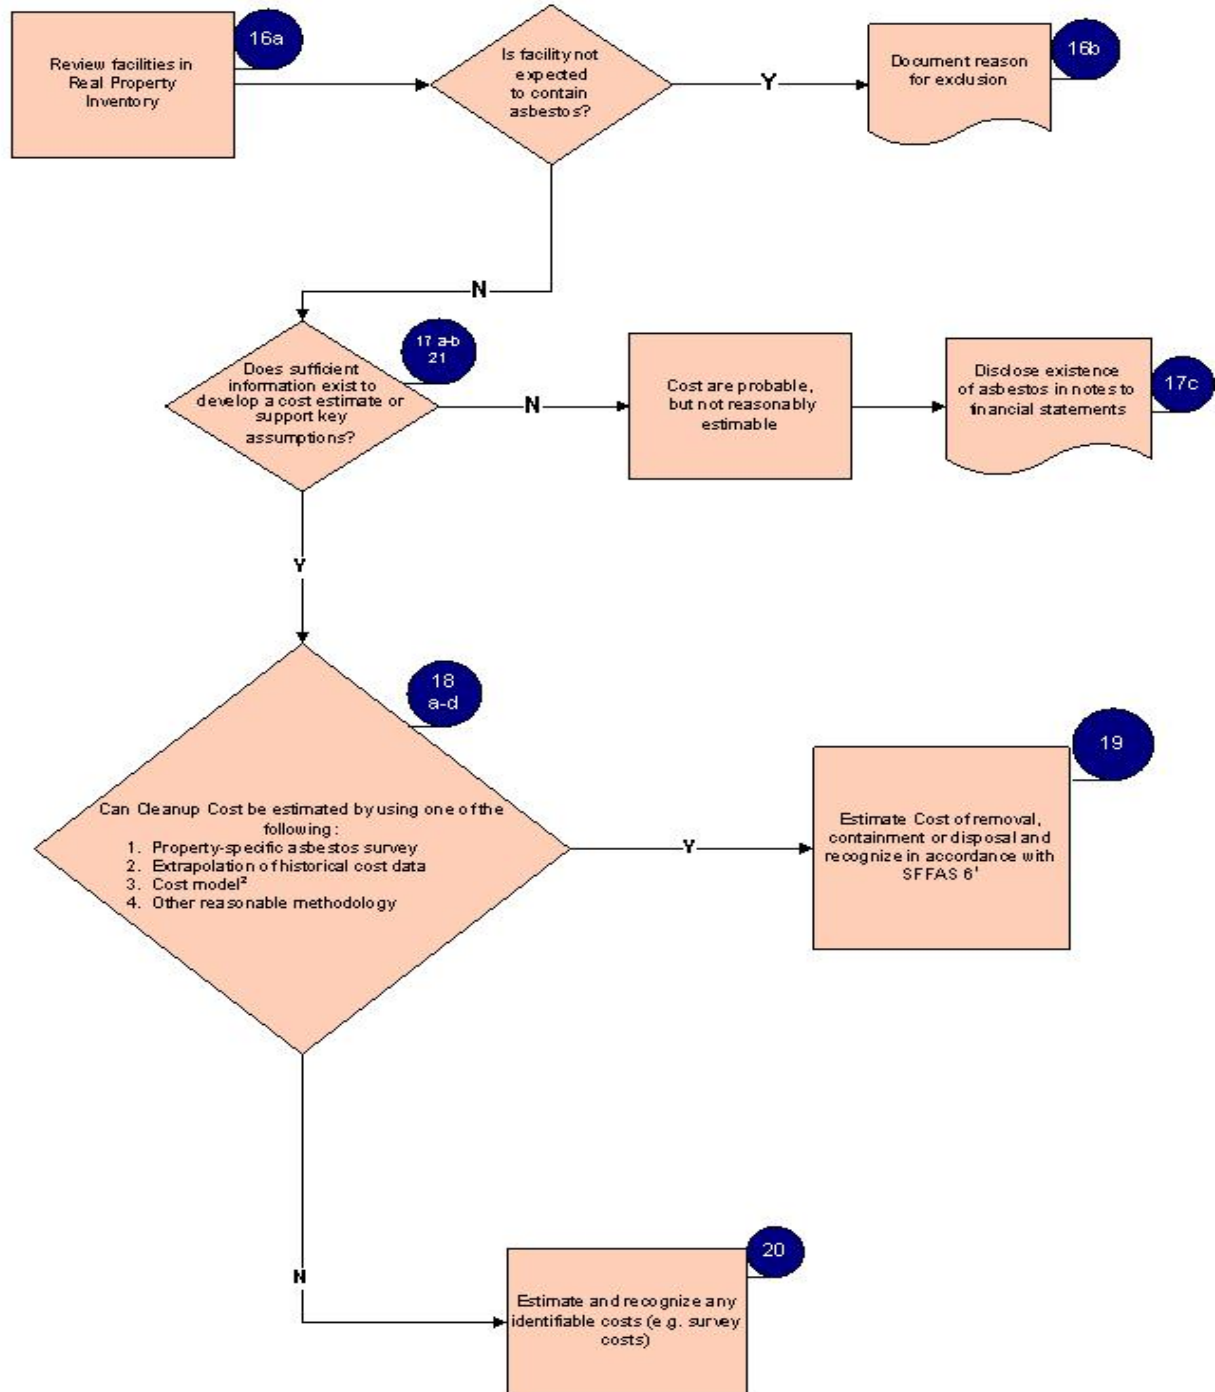 16a
Review facilities in
Real Property
Inventory
Is facility not
expected
to contain
asbestos?
Y
Document reason
for exclusion
16b
N
17 a-b
21
Does sufficient
information exist to
develop a cost estimate or
support key
assumptions?
N
Cost are probable,
but not reasonably
estimable
Disclose existence
of asbestos in notes to
financial statements
17c
Y
18
a-d
Can Cleanup Cost be estimated by using one of the
following:
1. Property-specific asbestos survey
2. Extrapolation of historical cost data
3. Cost model²
4. Other reasonable methodology
Y
19
Estimate Cost of removal,
containment or disposal and
recognize in accordance with
SFFAS 6¹
N
20
Estimate and recognize any
identifiable costs (e.g. survey
costs)